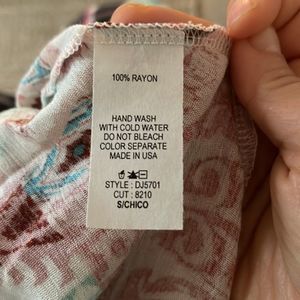 100% RAYON
HAND WASH
WITH COLD WATER
DO NOT BLEACH
COLOR SEPARATE
MADE IN USA
STYLE : DJ5701
CUT : 8210
S/CHICO